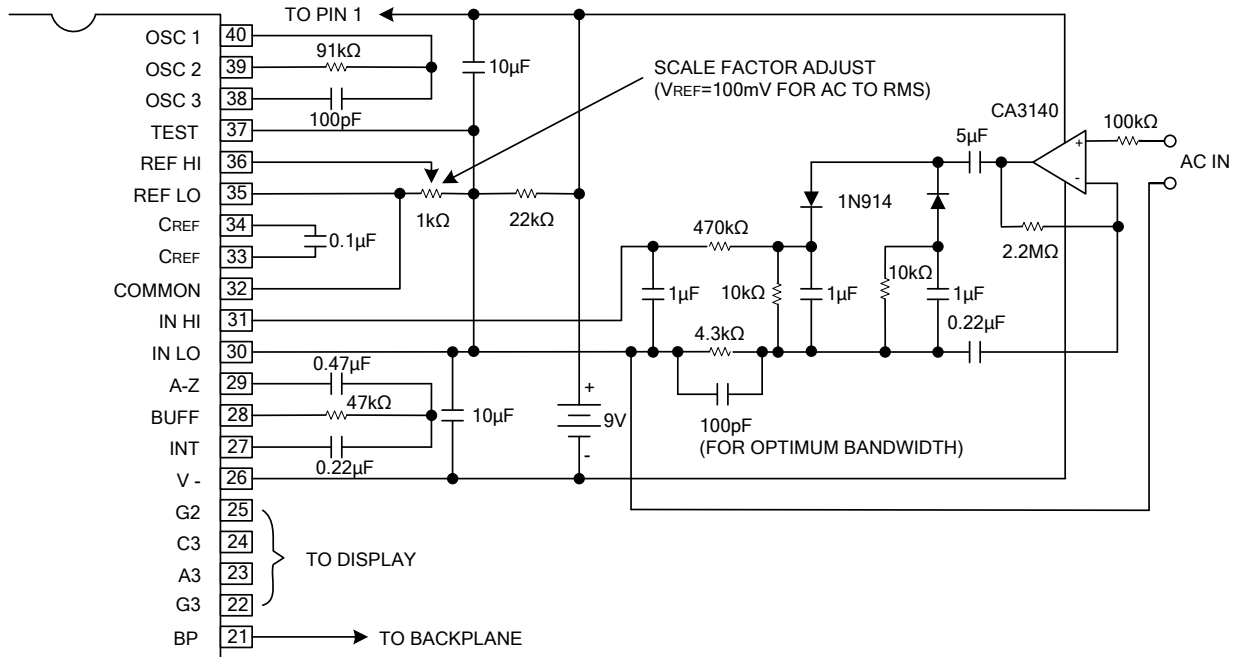 TO PIN 1
OSC 1 40
91kΩ
OSC 2 39
10µF
OSC 3 38
100pF
TEST 37
SCALE FACTOR ADJUST
(VREF=100mV FOR AC TO RMS)
CA3140
100kΩ
5µF
+
AC IN
-
REF HI 36
REF LO 35
1kΩ
22kΩ
1N914
2.2MΩ
CREF 34
0.1µF
CREF 33
470kΩ
COMMON 32
1µF
10kΩ
1µF
10kΩ
1µF
IN HI 31
0.22µF
4.3kΩ
IN LO 30
0.47µF
A-Z 29
+
47kΩ
BUFF 28
10µF
9V
100pF
(FOR OPTIMUM BANDWIDTH)
INT 27
-
0.22µF
V - 26
G2 25
C3 24
TO DISPLAY
A3 23
G3 22
BP 21
TO BACKPLANE